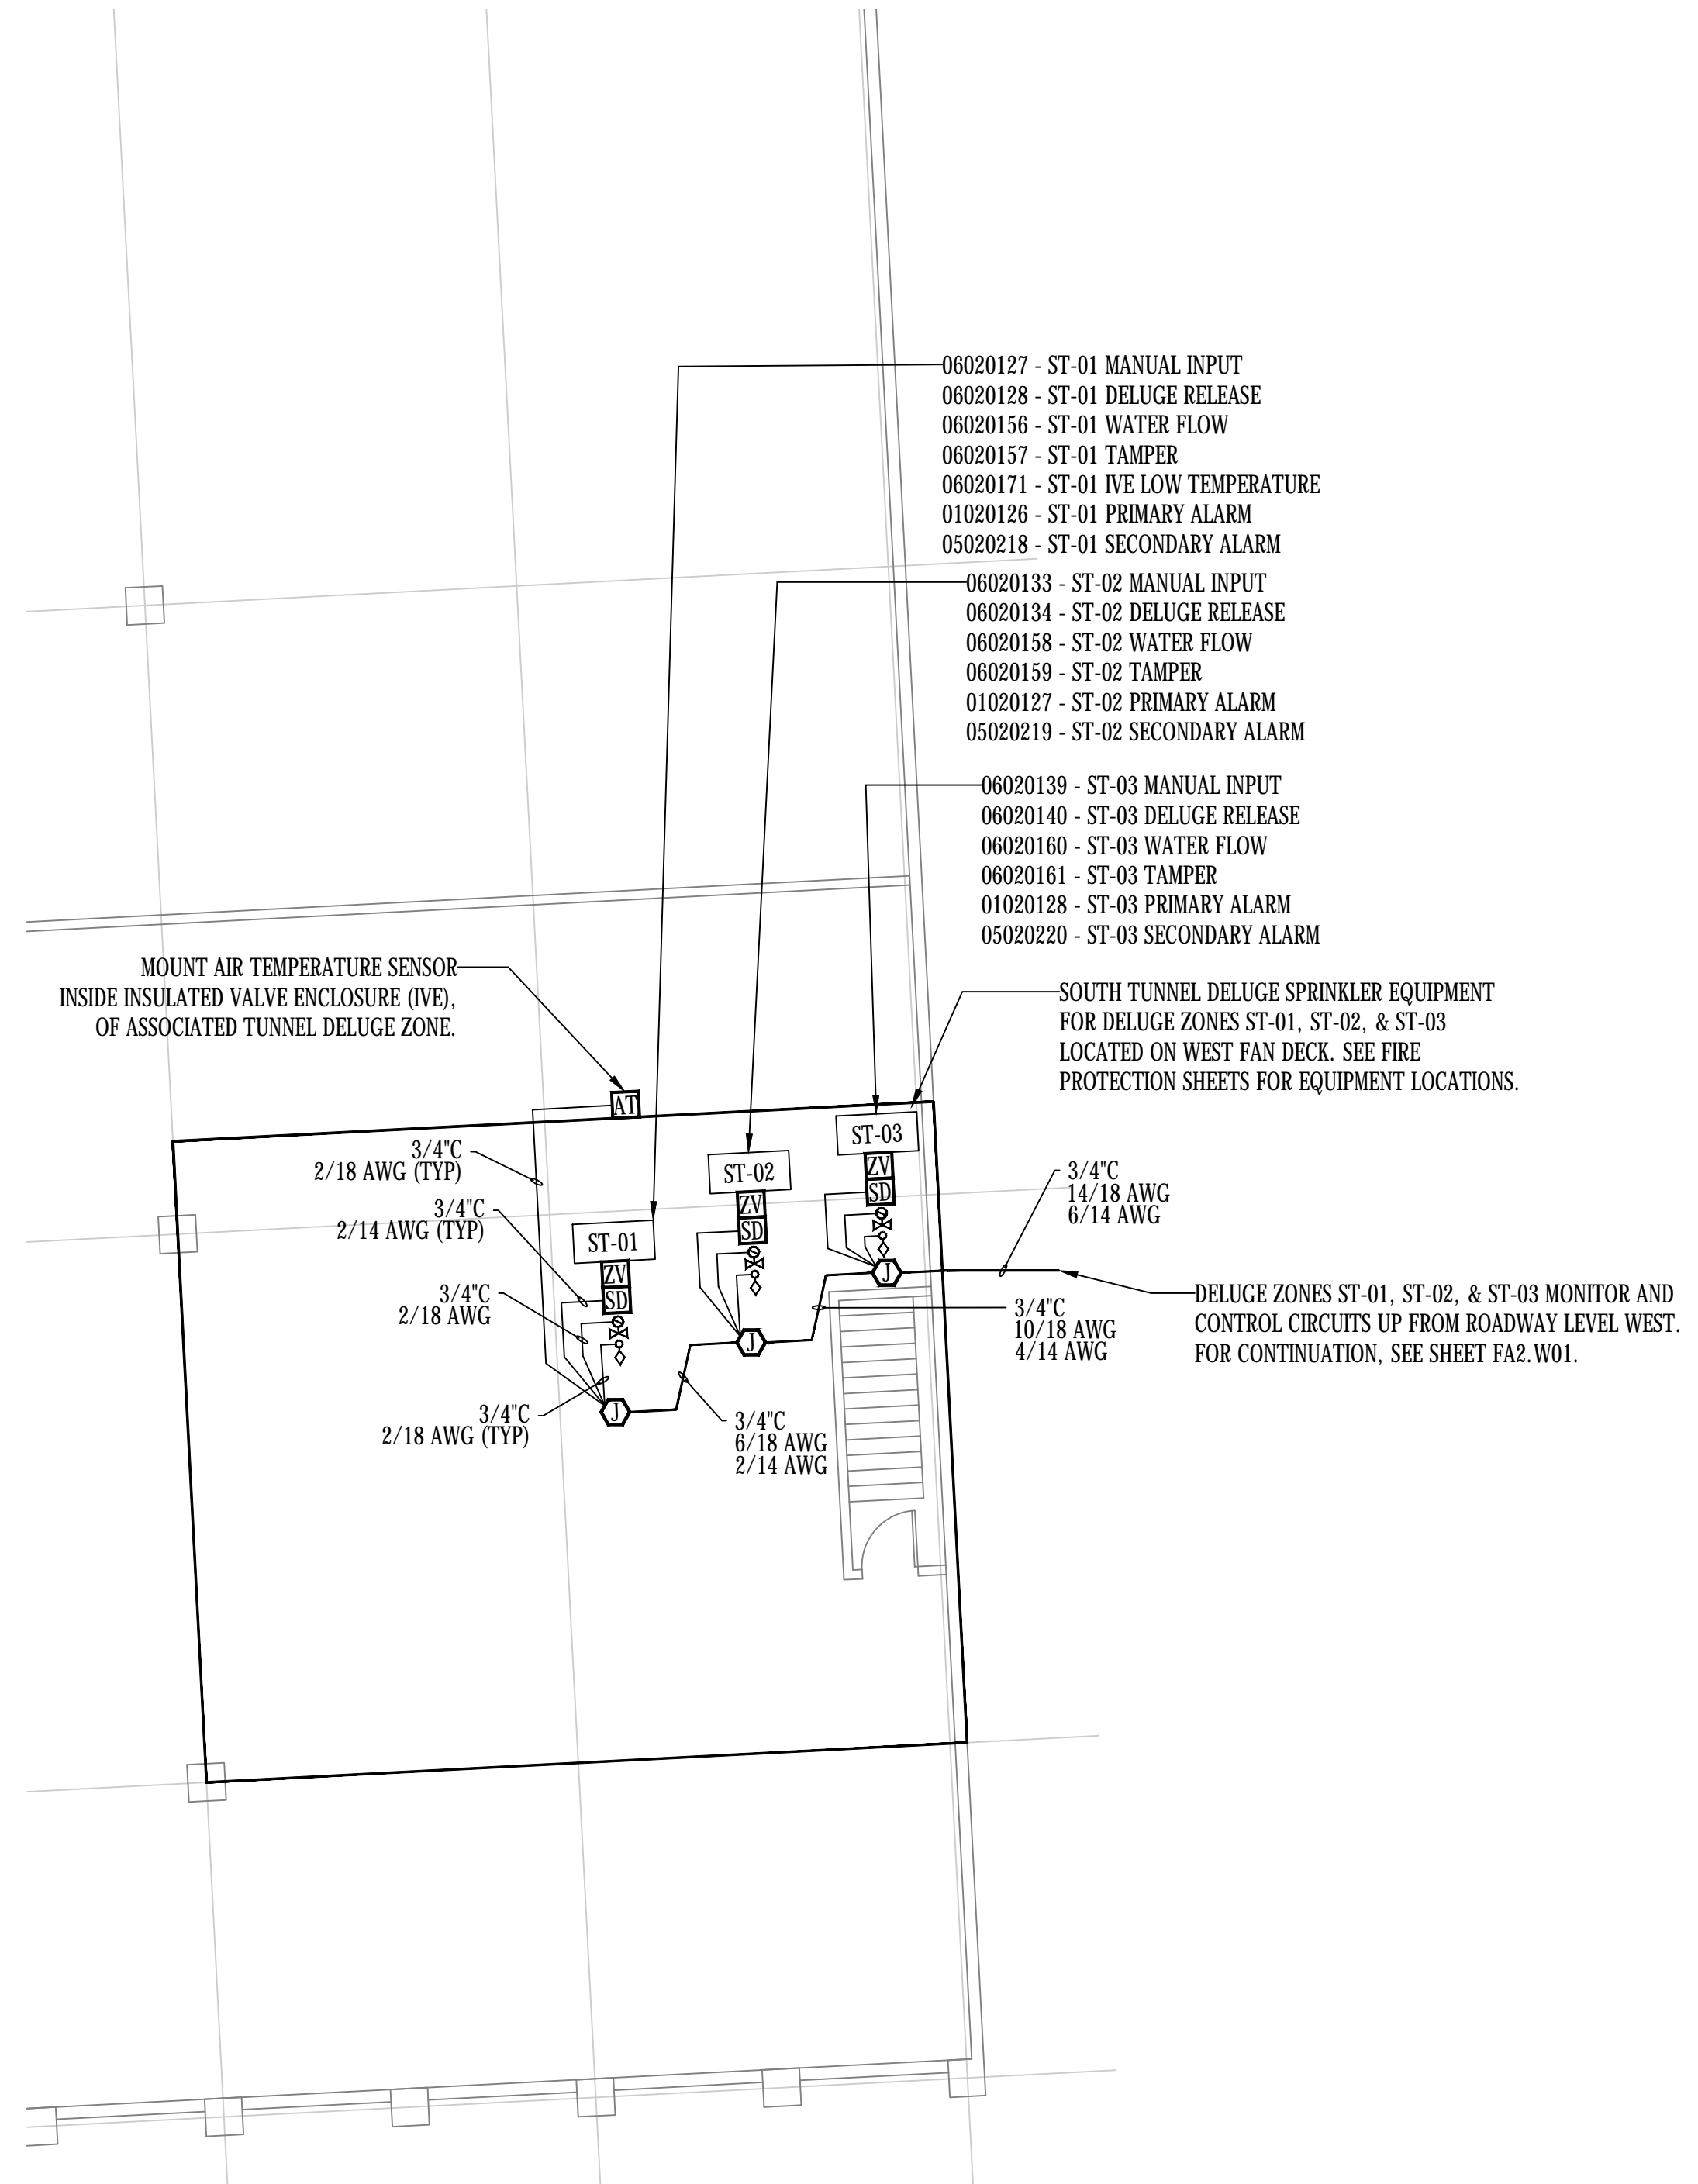 06020127 - ST-01 MANUAL INPUT
06020128 - ST-01 DELUGE RELEASE
06020156 - ST-01 WATER FLOW
06020157 - ST-01 TAMPER
06020171 - ST-01 IVE LOW TEMPERATURE
01020126 - ST-01 PRIMARY ALARM
05020218 - ST-01 SECONDARY ALARM
06020133 - ST-02 MANUAL INPUT
06020134 - ST-02 DELUGE RELEASE
06020158 - ST-02 WATER FLOW
06020159 - ST-02 TAMPER
01020127 - ST-02 PRIMARY ALARM
05020219 - ST-02 SECONDARY ALARM
06020139 - ST-03 MANUAL INPUT
06020140 - ST-03 DELUGE RELEASE
06020160 - ST-03 WATER FLOW
06020161 - ST-03 TAMPER
01020128 - ST-03 PRIMARY ALARM
05020220 - ST-03 SECONDARY ALARM
MOUNT AIR TEMPERATURE SENSOR
INSIDE INSULATED VALVE ENCLOSURE (IVE),
OF ASSOCIATED TUNNEL DELUGE ZONE.
SOUTH TUNNEL DELUGE SPRINKLER EQUIPMENT
FOR DELUGE ZONES ST-01, ST-02, & ST-03
LOCATED ON WEST FAN DECK. SEE FIRE
PROTECTION SHEETS FOR EQUIPMENT LOCATIONS.
AT
ST-03
ZV
SD
J
ST-02
ZV
SD
J
ST-01
ZV
SD
J
3/4"C
2/18 AWG (TYP)
3/4"C
2/14 AWG (TYP)
3/4"C
2/18 AWG
3/4"C
2/18 AWG (TYP)
3/4"C
6/18 AWG
2/14 AWG
3/4"C
10/18 AWG
4/14 AWG
3/4"C
14/18 AWG
6/14 AWG
DELUGE ZONES ST-01, ST-02, & ST-03 MONITOR AND
CONTROL CIRCUITS UP FROM ROADWAY LEVEL WEST.
FOR CONTINUATION, SEE SHEET FA2.W01.